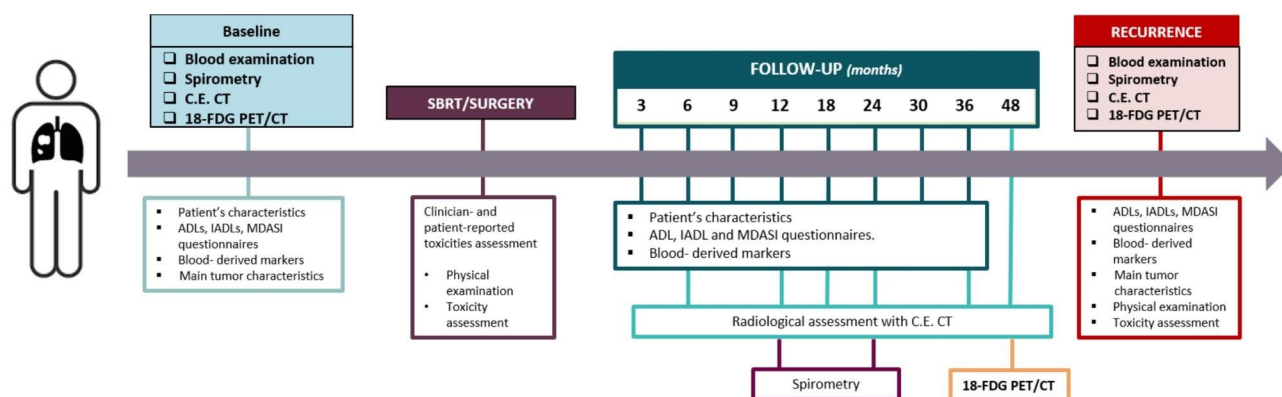 Baseline
❑ Blood examination
❑ Spirometry
❑ C.E. CT
❑ 18-FDG PET/CT
▪ Patient's characteristics
▪ ADLs, IADLs, MDASI
questionnaires
▪ Blood- derived markers
▪ Main tumor characteristics
SBRT/SURGERY
Clinician- and
patient-reported
toxicities assessment
• Physical
examination
• Toxicity
assessment
FOLLOW-UP (months)
3 6 9 12 18 24 30 36 48
▪ Patient's characteristics
▪ ADL, IADL and MDASI questionnaires.
▪ Blood- derived markers
Radiological assessment with C.E. CT
Spirometry
18-FDG PET/CT
RECURRENCE
❑ Blood examination
❑ Spirometry
❑ C.E. CT
❑ 18-FDG PET/CT
▪ ADLs, IADLs, MDASI
questionnaires
▪ Blood- derived
markers
▪ Main tumor
characteristics
▪ Physical examination
▪ Toxicity assessment